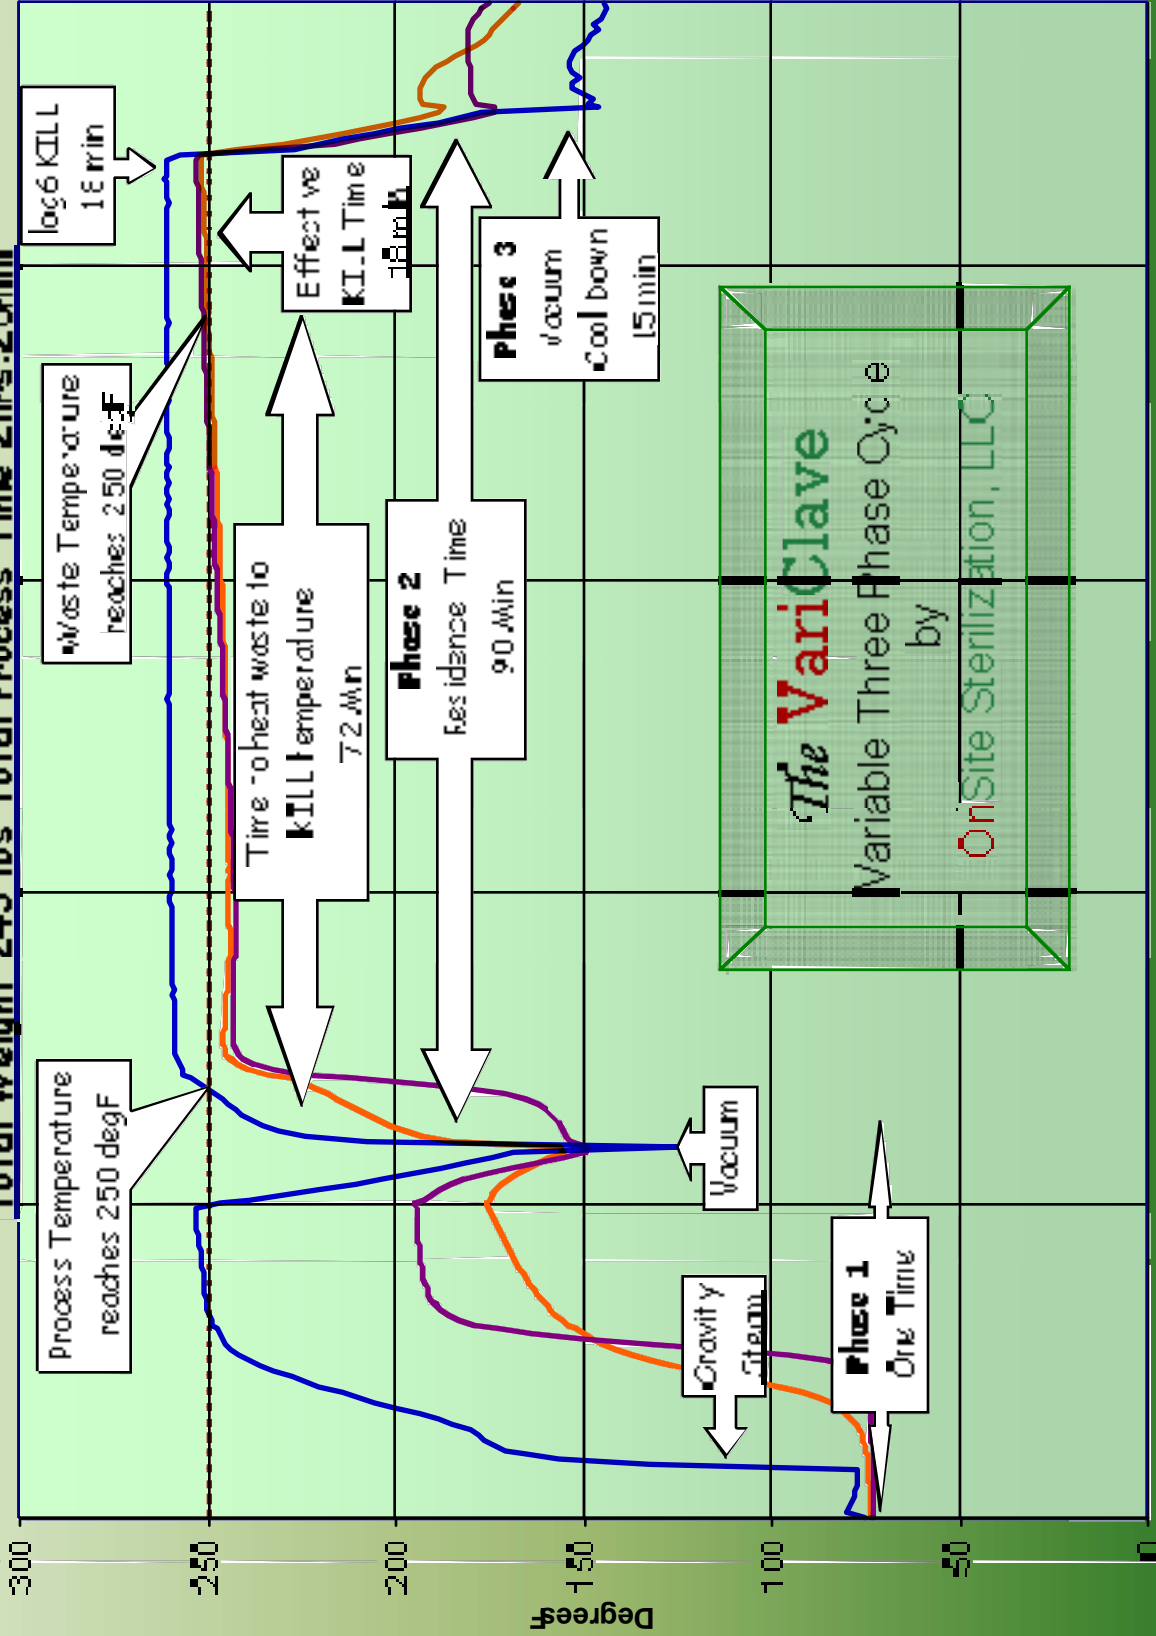 Process Temperature
reaches 250 degF
Waste Temperature
reaches 250 degF
log6 KILL
18 min
Time to heat waste to
KILL temperature
72 Min
Effective
KILL Time
18 min
Phase 2
Residence Time
90 Min
Phase 3
Vacuum
Cool Down
15 min
Gravity
Steam
Vacuum
Phase 1
One Time
The VariClave
Variable Three Phase Cycle
by
OnSite Sterilization, LLC
300
250
200
150
100
50
0
Degrees F